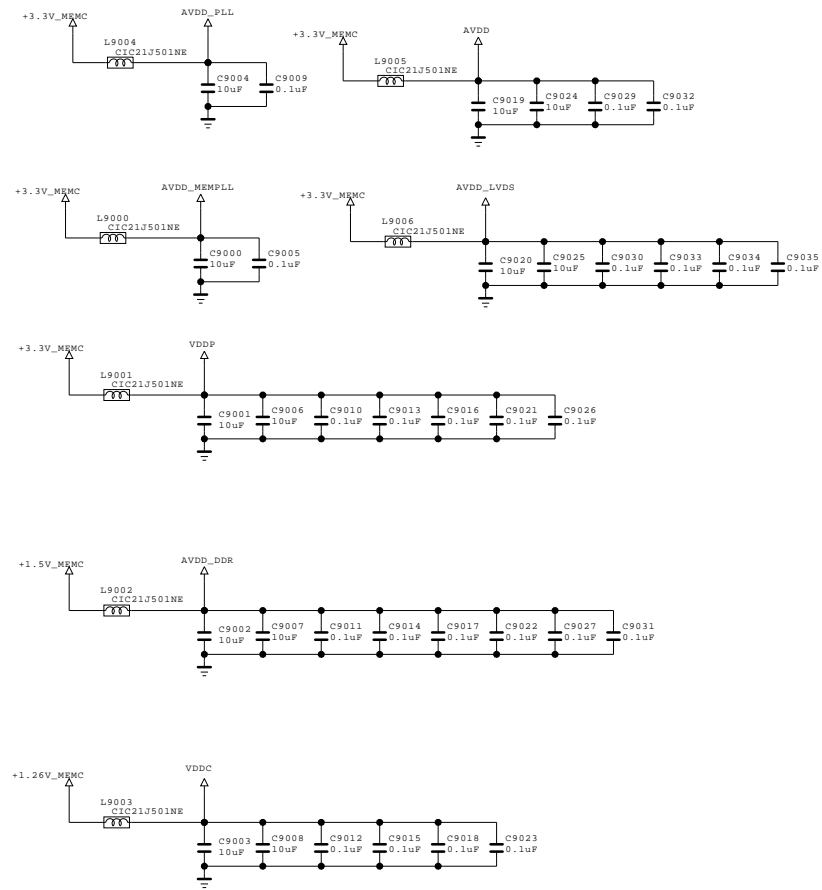 +3.3V_MEMC
AVDD_PLL
L9004
CIC21J501NE
C9004
10uF
C9009
0.1uF
+3.3V_MEMC
AVDD
L9005
CIC21J501NE
C9019
10uF
C9024
10uF
C9029
0.1uF
C9032
0.1uF
+3.3V_MEMC
AVDD_MEMPLL
L9000
CIC21J501NE
C9000
10uF
C9005
0.1uF
+3.3V_MEMC
AVDD_LVDS
L9006
CIC21J501NE
C9020
10uF
C9025
10uF
C9030
0.1uF
C9033
0.1uF
C9034
0.1uF
C9035
0.1uF
+3.3V_MEMC
VDDP
L9001
CIC21J501NE
C9001
10uF
C9006
10uF
C9010
0.1uF
C9013
0.1uF
C9016
0.1uF
C9021
0.1uF
C9026
0.1uF
+1.5V_MEMC
AVDD_DDR
L9002
CIC21J501NE
C9002
10uF
C9007
10uF
C9011
0.1uF
C9014
0.1uF
C9017
0.1uF
C9022
0.1uF
C9027
0.1uF
C9031
0.1uF
+1.26V_MEMC
VDDC
L9003
CIC21J501NE
C9003
10uF
C9008
10uF
C9012
0.1uF
C9015
0.1uF
C9018
0.1uF
C9023
0.1uF